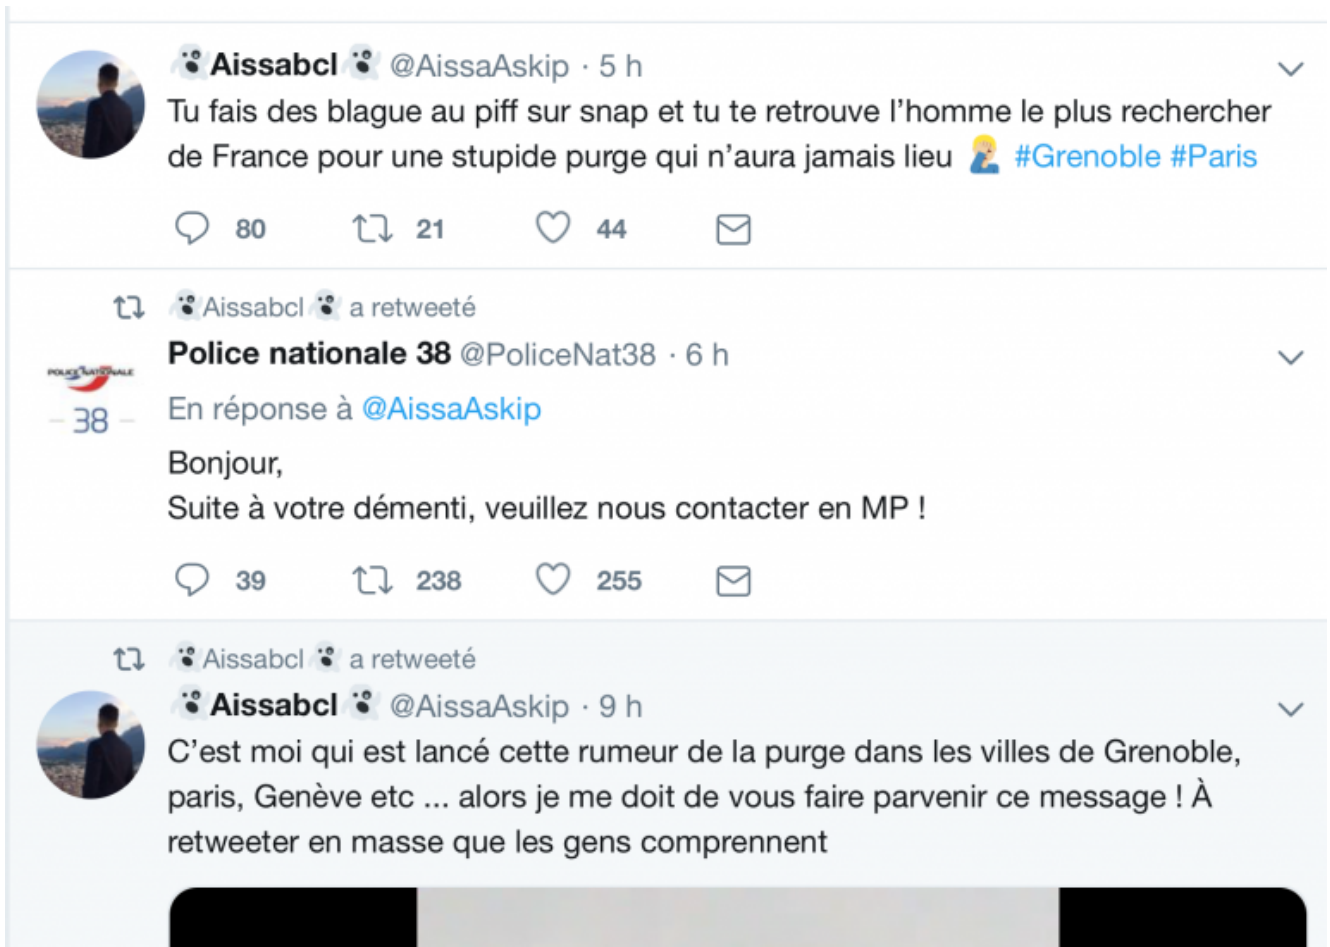 👻Aissabcl👻 @AissaAskip · 5 h
Tu fais des blague au piff sur snap et tu te retrouve l’homme le plus rechercher
de France pour une stupide purge qui n’aura jamais lieu 🤦🏼‍♂️ #Grenoble #Paris
80 21 44
👻Aissabcl👻 a retweeté
Police nationale 38 @PoliceNat38 · 6 h
POLICE NATIONALE
38
En réponse à @AissaAskip
Bonjour,
Suite à votre démenti, veuillez nous contacter en MP !
39 238 255
👻Aissabcl👻 a retweeté
👻Aissabcl👻 @AissaAskip · 9 h
C’est moi qui est lancé cette rumeur de la purge dans les villes de Grenoble,
paris, Genève etc ... alors je me doit de vous faire parvenir ce message ! À
retweeter en masse que les gens comprennent